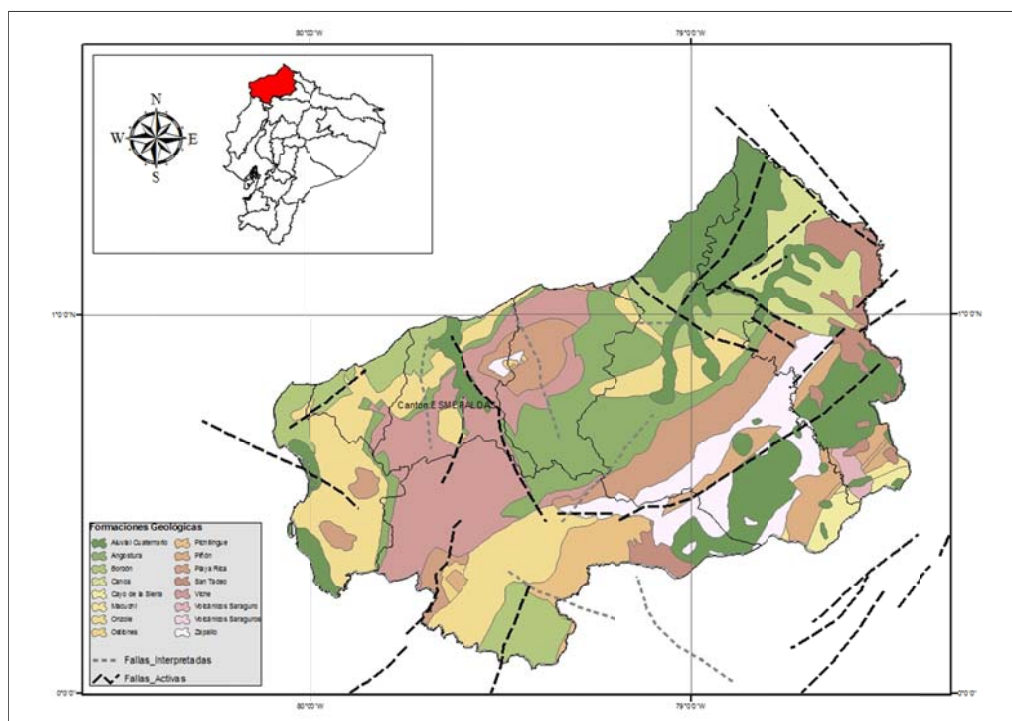 80°0'0"W
79°0'0"W
N
W
E
S
1°0'0"N
1°0'0"N
Canton ESMERALDAS
Formaciones Geológicas
Aluvial Cuaternario
Angostura
Borbón
Canoa
Cayo de la Sierra
Macuchi
Onzole
Ostiones
Pichilingue
Piñón
Playa Rica
San Tadeo
Viche
Volcánicos Saraguro
Volcánicos Saraguros
Zapallo
Fallas_Interpretadas
Fallas_Activas
0°0'0"
0°0'0"
80°0'0"W
79°0'0"W